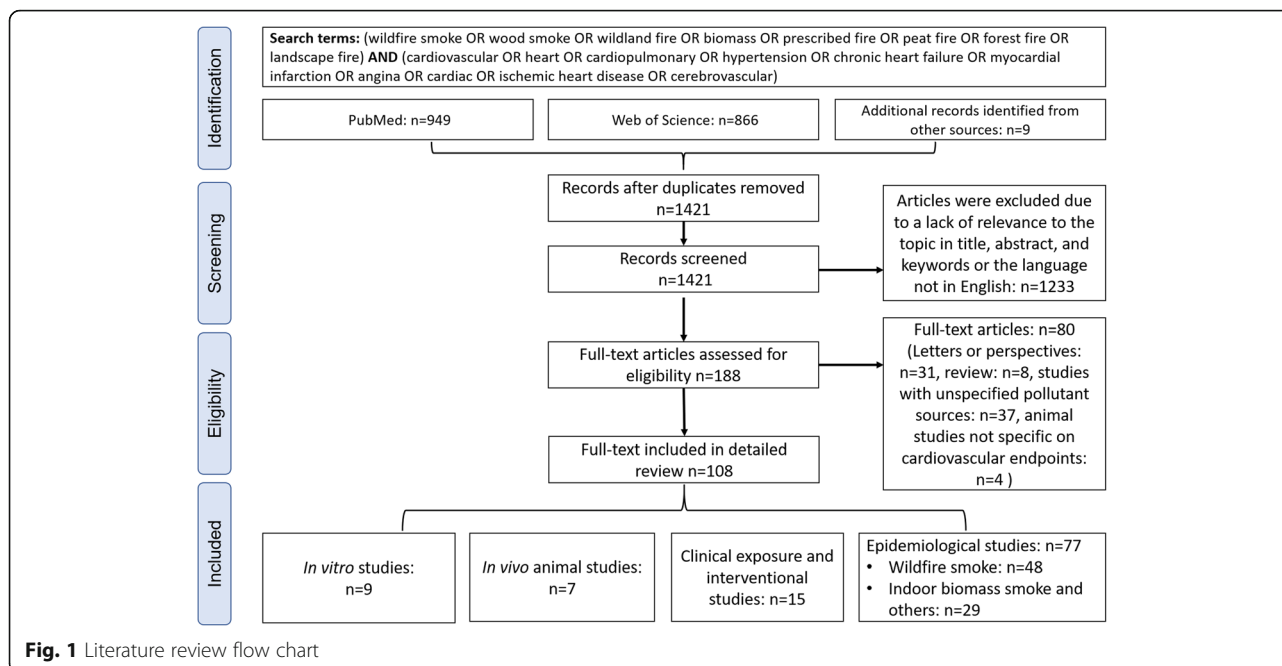 Identification
Search terms: (wildfire smoke OR wood smoke OR wildland fire OR biomass OR prescribed fire OR peat fire OR forest fire OR
landscape fire) AND (cardiovascular OR heart OR cardiopulmonary OR hypertension OR chronic heart failure OR myocardial
infarction OR angina OR cardiac OR ischemic heart disease OR cerebrovascular)
PubMed: n=949
Web of Science: n=866
Additional records identified from
other sources: n=9
Screening
Records after duplicates removed
n=1421
Records screened
n=1421
Articles were excluded due
to a lack of relevance to the
topic in title, abstract, and
keywords or the language
not in English: n=1233
Eligibility
Full-text articles assessed for
eligibility n=188
Full-text articles: n=80
(Letters or perspectives:
n=31, review: n=8, studies
with unspecified pollutant
sources: n=37, animal
studies not specific on
cardiovascular endpoints:
n=4 )
Full-text included in detailed
review n=108
Included
In vitro studies:
n=9
In vivo animal studies:
n=7
Clinical exposure and
interventional
studies: n=15
Epidemiological studies: n=77
• Wildfire smoke: n=48
• Indoor biomass smoke and
others: n=29
Fig. 1 Literature review flow chart